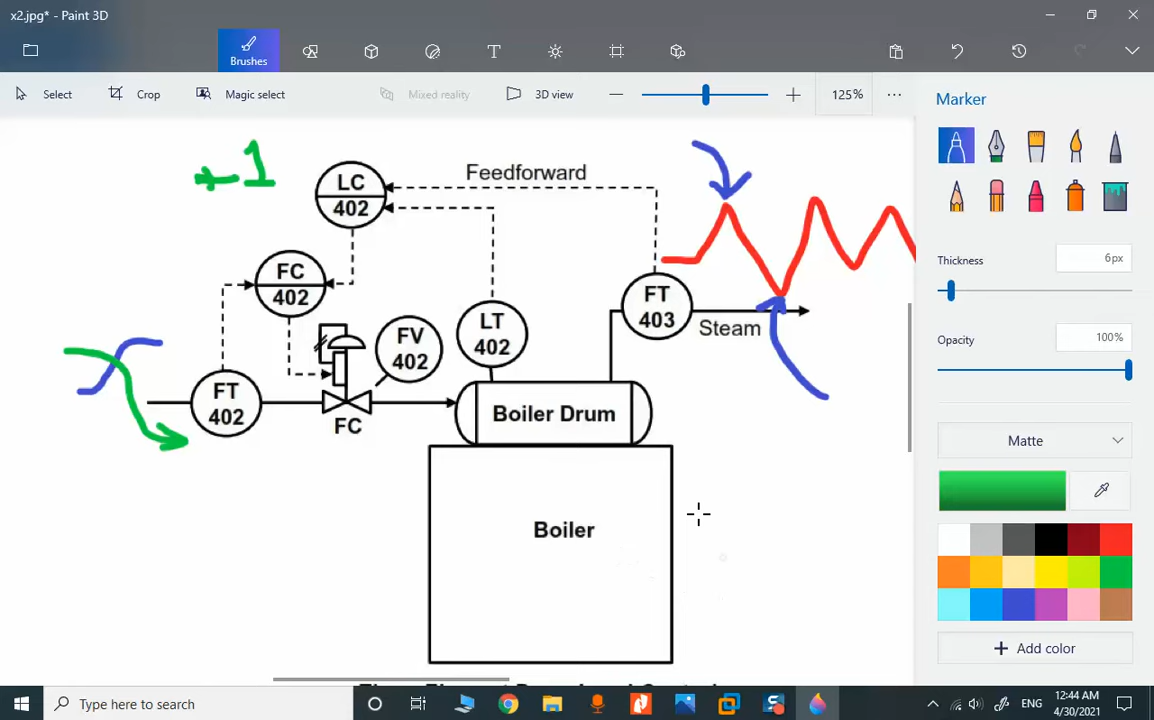 x2.jpg* - Paint 3D
Brushes
Select
Crop
Magic select
Mixed reality
3D view
125%
Marker
Thickness
6px
Opacity
100%
Matte
Add color
1
Feedforward
LC
402
FC
402
FT
403
Steam
LT
402
FV
402
FT
402
FC
Boiler Drum
Boiler
Type here to search
ENG
12:44 AM
4/30/2021